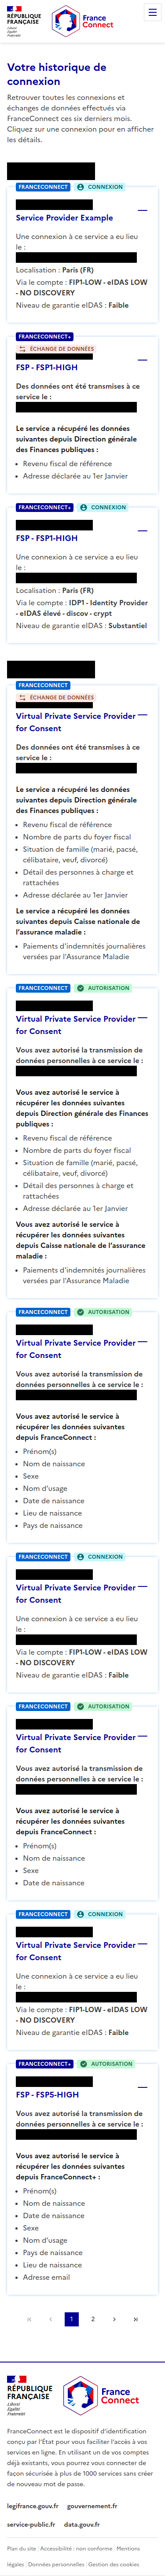 RÉPUBLIQUE
FRANÇAISE
Liberté
Égalité
Fraternité
France
Connect
Votre historique de
connexion
Retrouver toutes les connexions et
échanges de données effectués via
FranceConnect ces six derniers mois.
Cliquez sur une connexion pour en afficher
les détails.
FRANCECONNECT
CONNEXION
Service Provider Example
Une connexion à ce service a eu lieu
le :
Localisation : Paris (FR)
Via le compte : FIP1-LOW - eIDAS LOW
- NO DISCOVERY
Niveau de garantie eIDAS : Faible
FRANCECONNECT+
ÉCHANGE DE DONNÉES
FSP - FSP1-HIGH
Des données ont été transmises à ce
service le :
Le service a récupéré les données
suivantes depuis Direction générale
des Finances publiques :
Revenu fiscal de référence
Adresse déclarée au 1er Janvier
FRANCECONNECT+
CONNEXION
FSP - FSP1-HIGH
Une connexion à ce service a eu lieu
le :
Localisation : Paris (FR)
Via le compte : IDP1 - Identity Provider
- eIDAS élevé - discov - crypt
Niveau de garantie eIDAS : Substantiel
FRANCECONNECT
ÉCHANGE DE DONNÉES
Virtual Private Service Provider
for Consent
Des données ont été transmises à ce
service le :
Le service a récupéré les données
suivantes depuis Direction générale
des Finances publiques :
Revenu fiscal de référence
Nombre de parts du foyer fiscal
Situation de famille (marié, pacsé,
célibataire, veuf, divorcé)
Détail des personnes à charge et
rattachées
Adresse déclarée au 1er Janvier
Le service a récupéré les données
suivantes depuis Caisse nationale de
l'assurance maladie :
Paiements d'indemnités journalières
versées par l'Assurance Maladie
FRANCECONNECT
AUTORISATION
Virtual Private Service Provider
for Consent
Vous avez autorisé la transmission de
données personnelles à ce service le :
Vous avez autorisé le service à
récupérer les données suivantes
depuis Direction générale des Finances
publiques :
Revenu fiscal de référence
Nombre de parts du foyer fiscal
Situation de famille (marié, pacsé,
célibataire, veuf, divorcé)
Détail des personnes à charge et
rattachées
Adresse déclarée au 1er Janvier
Vous avez autorisé le service à
récupérer les données suivantes
depuis Caisse nationale de l'assurance
maladie :
Paiements d'indemnités journalières
versées par l'Assurance Maladie
FRANCECONNECT
AUTORISATION
Virtual Private Service Provider
for Consent
Vous avez autorisé la transmission de
données personnelles à ce service le :
Vous avez autorisé le service à
récupérer les données suivantes
depuis FranceConnect :
Prénom(s)
Nom de naissance
Sexe
Nom d'usage
Date de naissance
Lieu de naissance
Pays de naissance
FRANCECONNECT
CONNEXION
Virtual Private Service Provider
for Consent
Une connexion à ce service a eu lieu
le :
Via le compte : FIP1-LOW - eIDAS LOW
- NO DISCOVERY
Niveau de garantie eIDAS : Faible
FRANCECONNECT
AUTORISATION
Virtual Private Service Provider
for Consent
Vous avez autorisé la transmission de
données personnelles à ce service le :
Vous avez autorisé le service à
récupérer les données suivantes
depuis FranceConnect :
Prénom(s)
Nom de naissance
Sexe
Date de naissance
FRANCECONNECT
CONNEXION
Virtual Private Service Provider
for Consent
Une connexion à ce service a eu lieu
le :
Via le compte : FIP1-LOW - eIDAS LOW
- NO DISCOVERY
Niveau de garantie eIDAS : Faible
FRANCECONNECT+
AUTORISATION
FSP - FSP5-HIGH
Vous avez autorisé la transmission de
données personnelles à ce service le :
Vous avez autorisé le service à
récupérer les données suivantes
depuis FranceConnect+ :
Prénom(s)
Nom de naissance
Date de naissance
Sexe
Nom d'usage
Pays de naissance
Lieu de naissance
Adresse email
1 2
RÉPUBLIQUE
FRANÇAISE
Liberté
Égalité
Fraternité
France
Connect
FranceConnect est le dispositif d'identification
conçu par l'État pour vous faciliter l'accès à vos
services en ligne. En utilisant un de vos comptes
déjà existants, vous pourrez vous connecter de
façon sécurisée à plus de 1000 services sans créer
de nouveau mot de passe.
legifrance.gouv.fr gouvernement.fr
service-public.fr data.gouv.fr
Plan du site Accessibilité : non conforme Mentions
légales Données personnelles Gestion des cookies